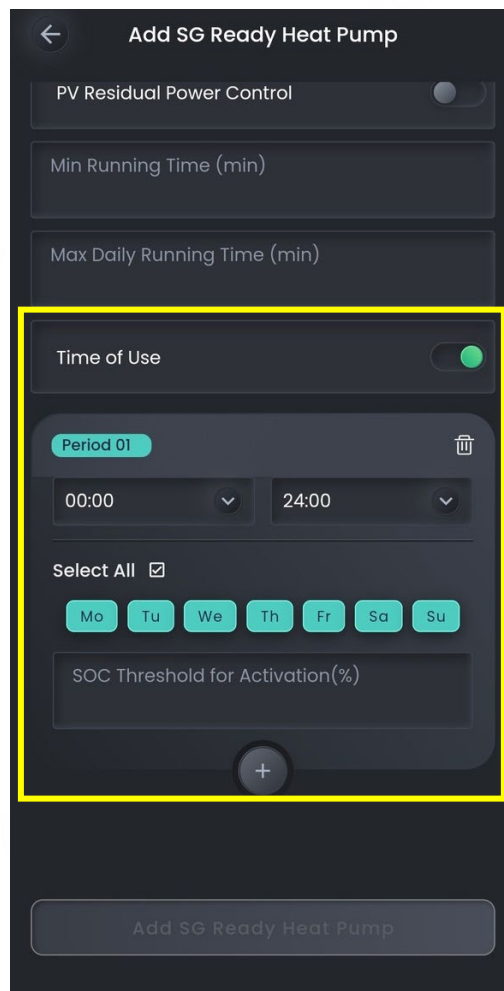 Add SG Ready Heat Pump
PV Residual Power Control
Min Running Time (min)
Max Daily Running Time (min)
Time of Use
Period 01
00:00 24:00
Select All
Mo Tu We Th Fr Sa Su
SOC Threshold for Activation(%)
+
Add SG Ready Heat Pump